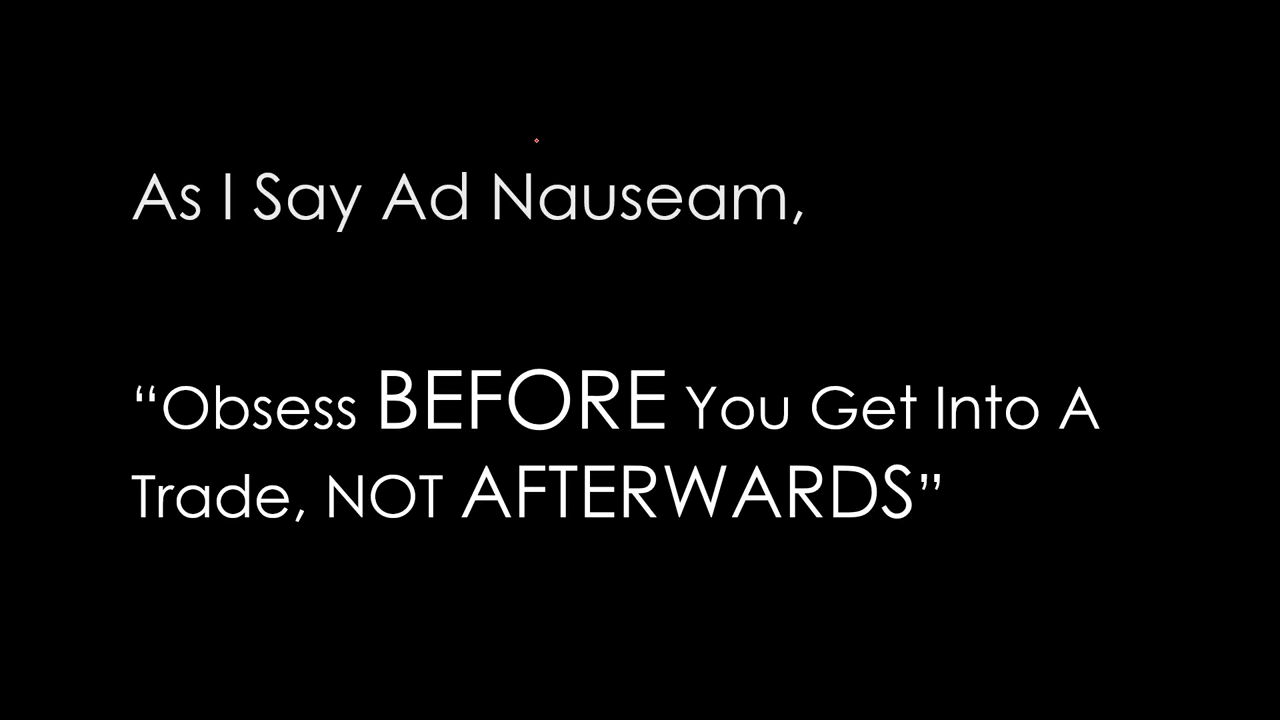 As I Say Ad Nauseam,
“Obsess BEFORE You Get Into A
Trade, NOT AFTERWARDS”